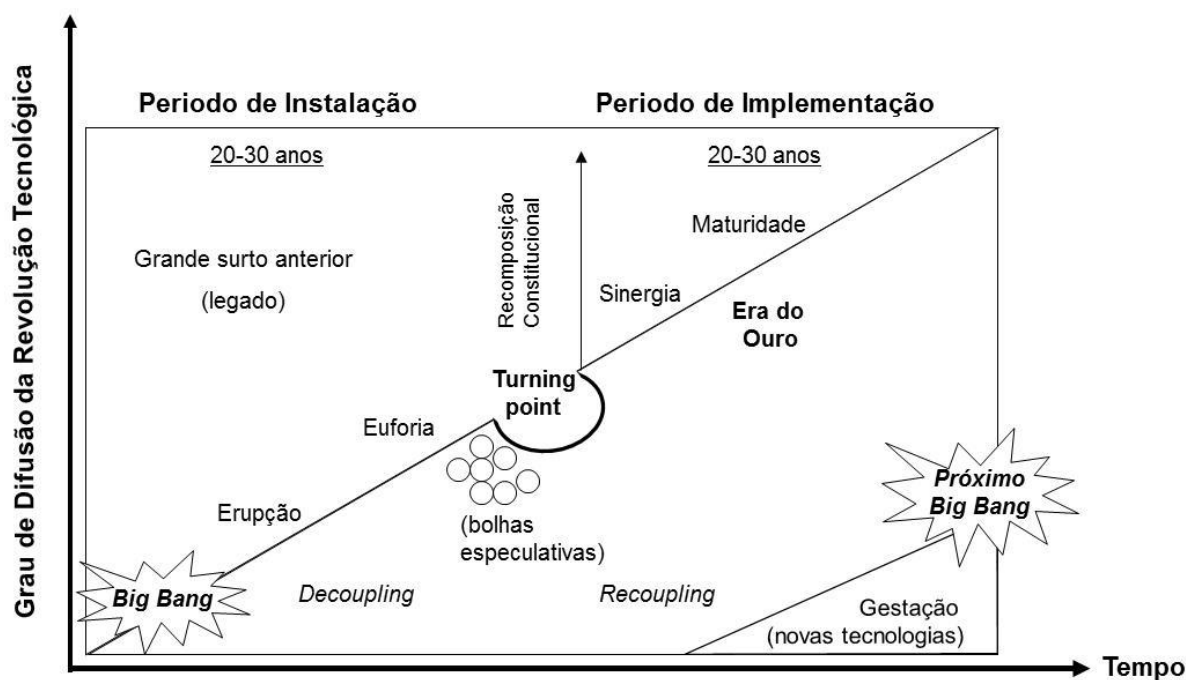 Grau de Difusão da Revolução Tecnológica
Periodo de Instalação
Periodo de Implementação
20-30 anos
20-30 anos
Grande surto anterior
(legado)
Recomposição
Constitucional
Maturidade
Sinergia
Era do
Ouro
Turning
point
Euforia
Erupção
(bolhas
especulativas)
Próximo
Big Bang
Big Bang
Decoupling
Recoupling
Gestação
(novas tecnologias)
Tempo